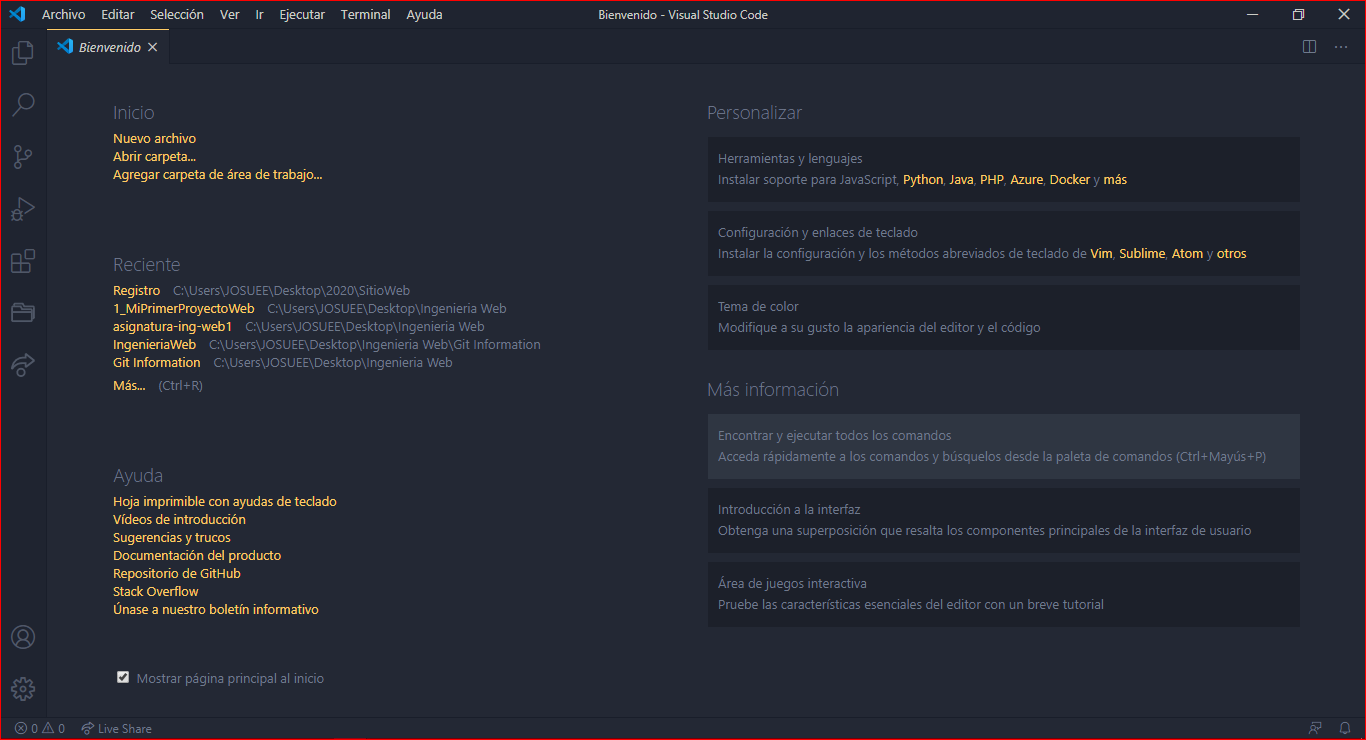 Archivo Editar Selección Ver Ir Ejecutar Terminal Ayuda Bienvenido - Visual Studio Code
Bienvenido
Inicio
Nuevo archivo
Abrir carpeta...
Agregar carpeta de área de trabajo...
Reciente
Registro C:\Users\JOSUEE\Desktop\2020\SitioWeb
1_MiPrimerProyectoWeb C:\Users\JOSUEE\Desktop\Ingenieria Web
asignatura-ing-web1 C:\Users\JOSUEE\Desktop\Ingenieria Web
IngenieriaWeb C:\Users\JOSUEE\Desktop\Ingenieria Web\Git Information
Git Information C:\Users\JOSUEE\Desktop\Ingenieria Web
Más... (Ctrl+R)
Ayuda
Hoja imprimible con ayudas de teclado
Vídeos de introducción
Sugerencias y trucos
Documentación del producto
Repositorio de GitHub
Stack Overflow
Únase a nuestro boletín informativo
Mostrar página principal al inicio
Personalizar
Herramientas y lenguajes
Instalar soporte para JavaScript, Python, Java, PHP, Azure, Docker y más
Configuración y enlaces de teclado
Instalar la configuración y los métodos abreviados de teclado de Vim, Sublime, Atom y otros
Tema de color
Modifique a su gusto la apariencia del editor y el código
Más información
Encontrar y ejecutar todos los comandos
Acceda rápidamente a los comandos y búsquelos desde la paleta de comandos (Ctrl+Mayús+P)
Introducción a la interfaz
Obtenga una superposición que resalta los componentes principales de la interfaz de usuario
Área de juegos interactiva
Pruebe las características esenciales del editor con un breve tutorial
0 0 Live Share